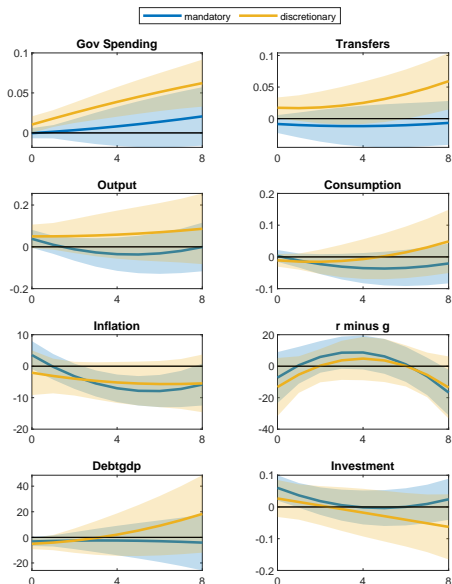 mandatory discretionary
Gov Spending Transfers
0.1 0.1
0.05 0.05
0 0
0 4 8 0 4 8
Output Consumption
0.2 0.2
0.1
0 0
-0.2 -0.1
0 4 8 0 4 8
Inflation r minus g
10 20
0 0
-10 -20
-20 -40
0 4 8 0 4 8
Debtgdp Investment
40 0.1
20 0
0 -0.1
-20 -0.2
0 4 8 0 4 8